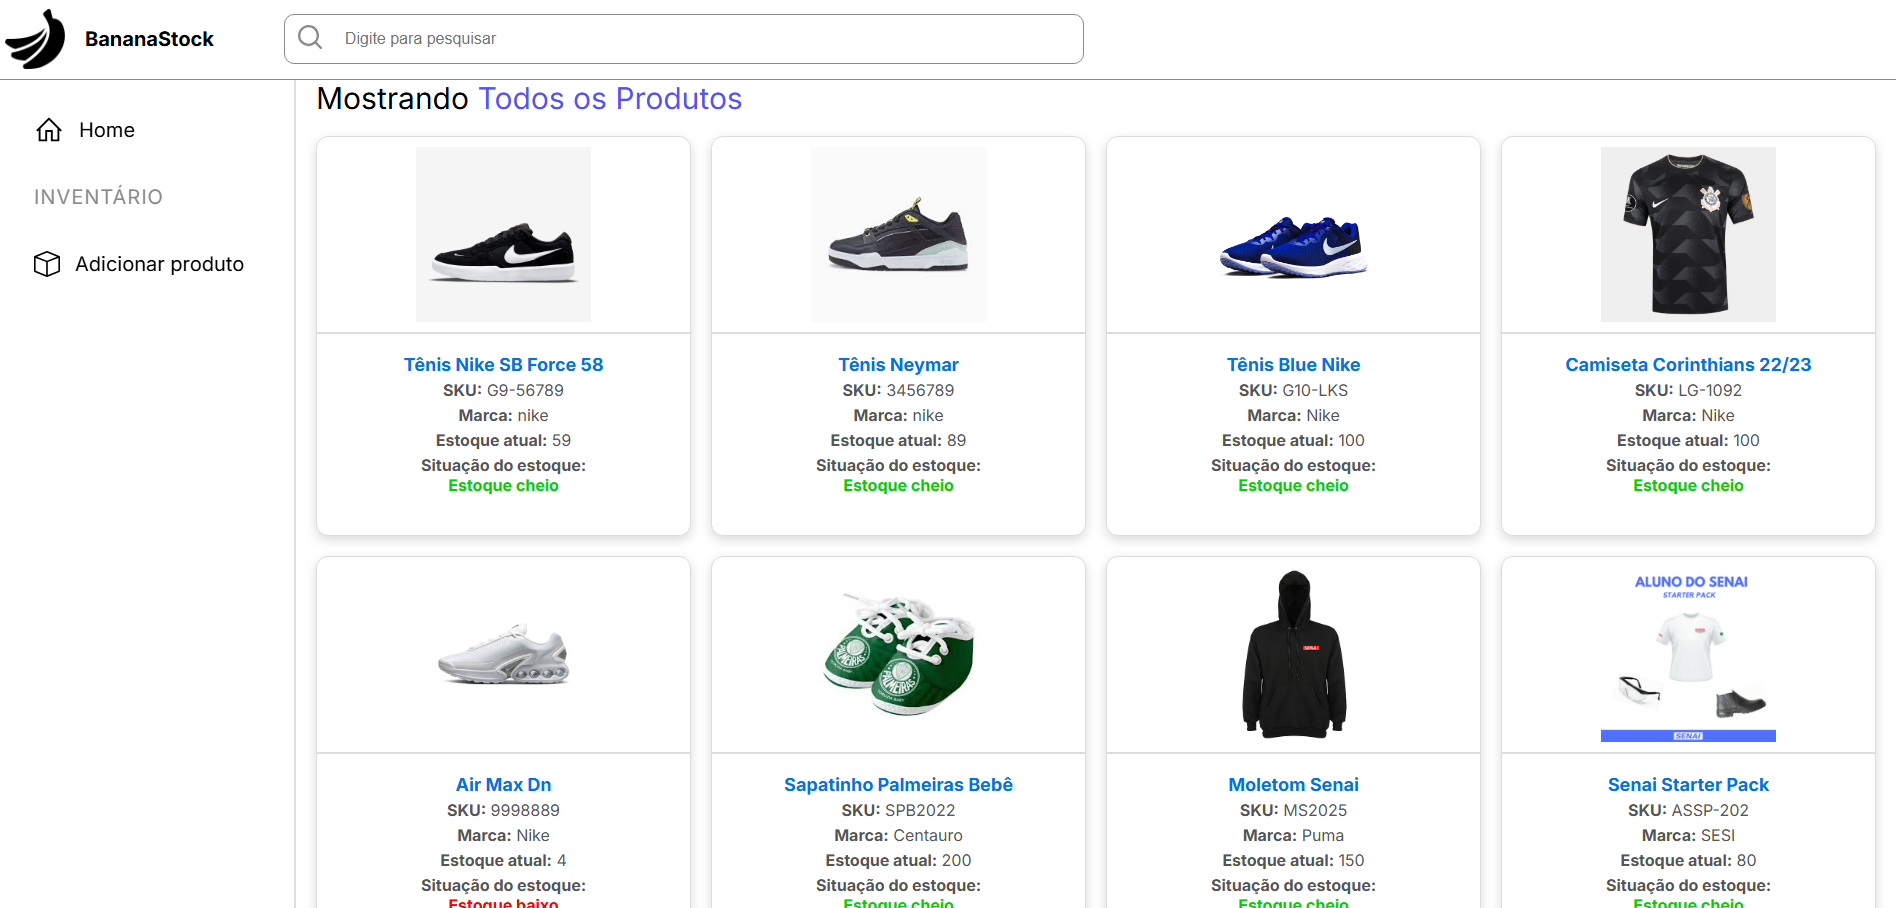 BananaStock
Digite para pesquisar
Home
INVENTÁRIO
Adicionar produto
Mostrando Todos os Produtos
Tênis Nike SB Force 58
SKU: G9-56789
Marca: nike
Estoque atual: 59
Situação do estoque:
Estoque cheio
Tênis Neymar
SKU: 3456789
Marca: nike
Estoque atual: 89
Situação do estoque:
Estoque cheio
Tênis Blue Nike
SKU: G10-LKS
Marca: Nike
Estoque atual: 100
Situação do estoque:
Estoque cheio
Camiseta Corinthians 22/23
SKU: LG-1092
Marca: Nike
Estoque atual: 100
Situação do estoque:
Estoque cheio
Air Max Dn
SKU: 9998889
Marca: Nike
Estoque atual: 4
Situação do estoque:
Estoque baixo
PALMEIRAS
PALMEIRAS
Sapatinho Palmeiras Bebê
SKU: SPB2022
Marca: Centauro
Estoque atual: 200
Situação do estoque:
Estoque cheio
SENAI
Moletom Senai
SKU: MS2025
Marca: Puma
Estoque atual: 150
Situação do estoque:
Estoque cheio
ALUNO DO SENAI
STARTER PACK
SENAI
Senai Starter Pack
SKU: ASSP-202
Marca: SESI
Estoque atual: 80
Situação do estoque:
Estoque cheio